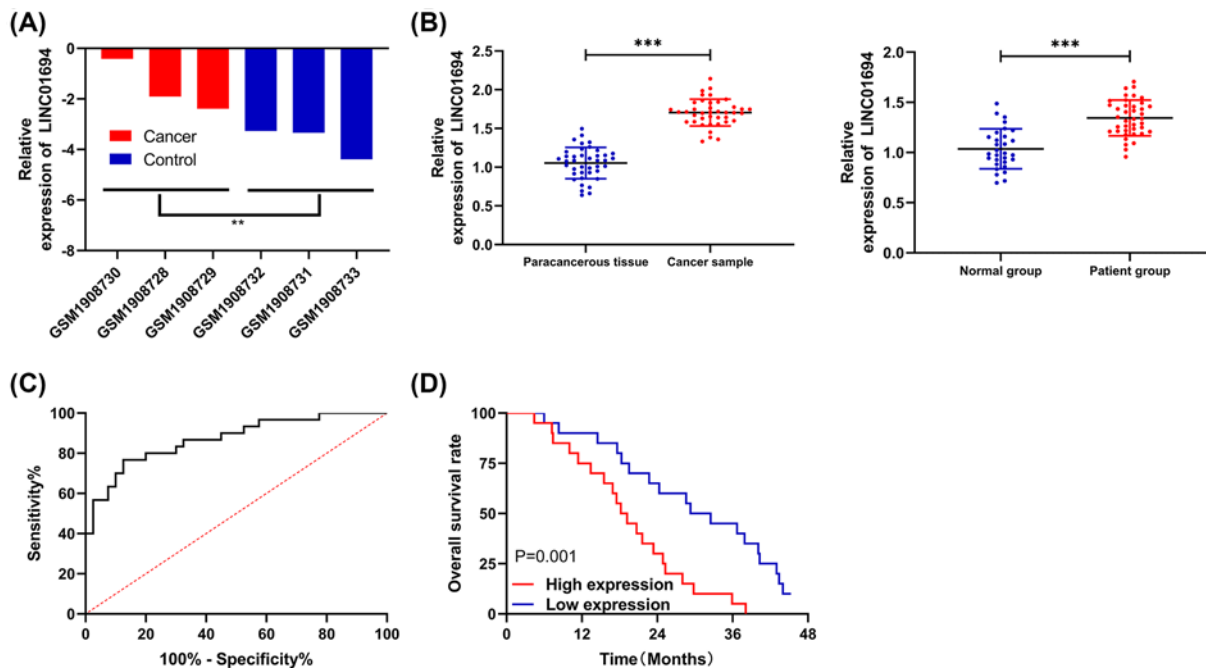 (A)
Relative
expression of LINC01694
0
-2
-4
-6
-8
Cancer
Control
**
GSM1908730
GSM1908728
GSM1908729
GSM1908732
GSM1908731
GSM1908733
(B)
Relative
expression of LINC01694
2.5
2.0
1.5
1.0
0.5
0.0
***
Paracancerous tissue
Cancer sample
Relative
expression of LINC01694
2.0
1.5
1.0
0.5
0.0
***
Normal group
Patient group
(C)
Sensitivity%
100
80
60
40
20
0
0 20 40 60 80 100
100% - Specificity%
(D)
Overall survival rate
100
75
50
25
0
P=0.001
High expression
Low expression
0 12 24 36 48
Time(Months)